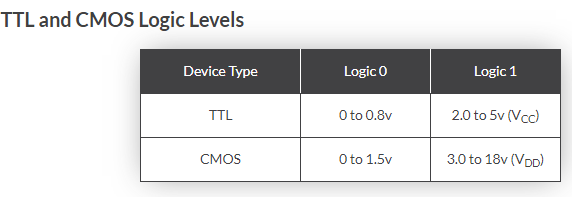 TTL and CMOS Logic Levels
Device Type Logic 0 Logic 1
TTL 0 to 0.8v 2.0 to 5v (VCC)
CMOS 0 to 1.5v 3.0 to 18v (VDD)